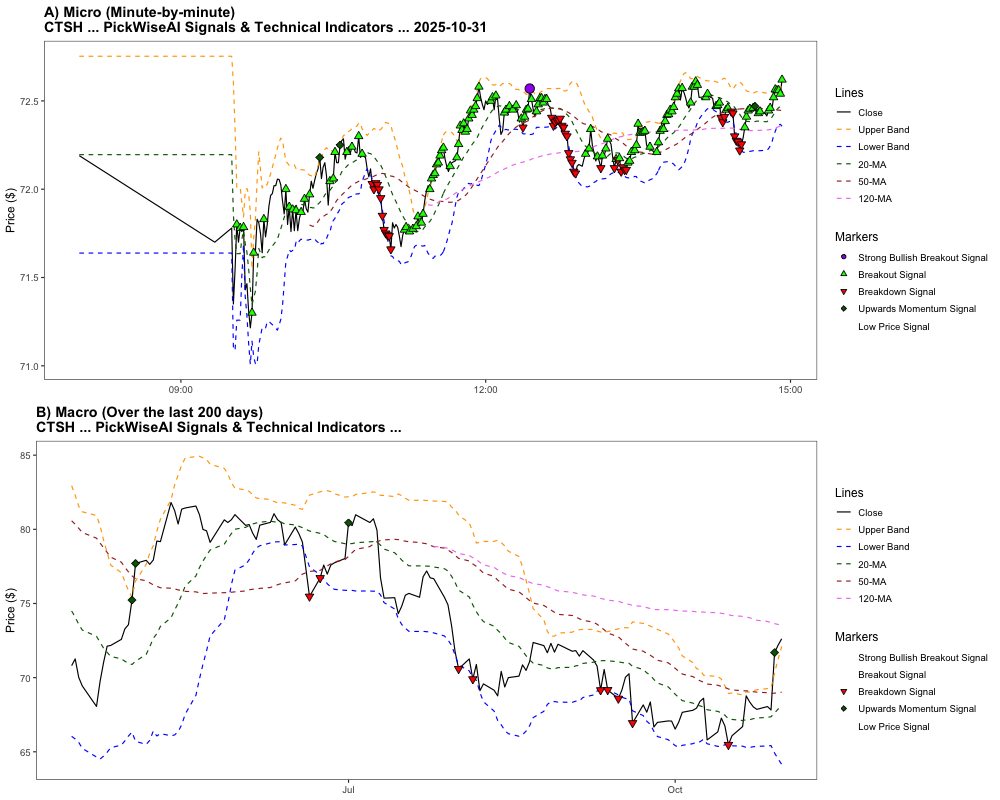 A) Micro (Minute-by-minute)
CTSH ... PickWiseAI Signals & Technical Indicators ... 2025-10-31
Price ($)
72.5
72.0
71.5
71.0
09:00
12:00
15:00
Lines
Close
Upper Band
Lower Band
20-MA
50-MA
120-MA
Markers
Strong Bullish Breakout Signal
Breakout Signal
Breakdown Signal
Upwards Momentum Signal
Low Price Signal
B) Macro (Over the last 200 days)
CTSH ... PickWiseAI Signals & Technical Indicators ...
Price ($)
85
80
75
70
65
Jul
Oct
Lines
Close
Upper Band
Lower Band
20-MA
50-MA
120-MA
Markers
Strong Bullish Breakout Signal
Breakout Signal
Breakdown Signal
Upwards Momentum Signal
Low Price Signal